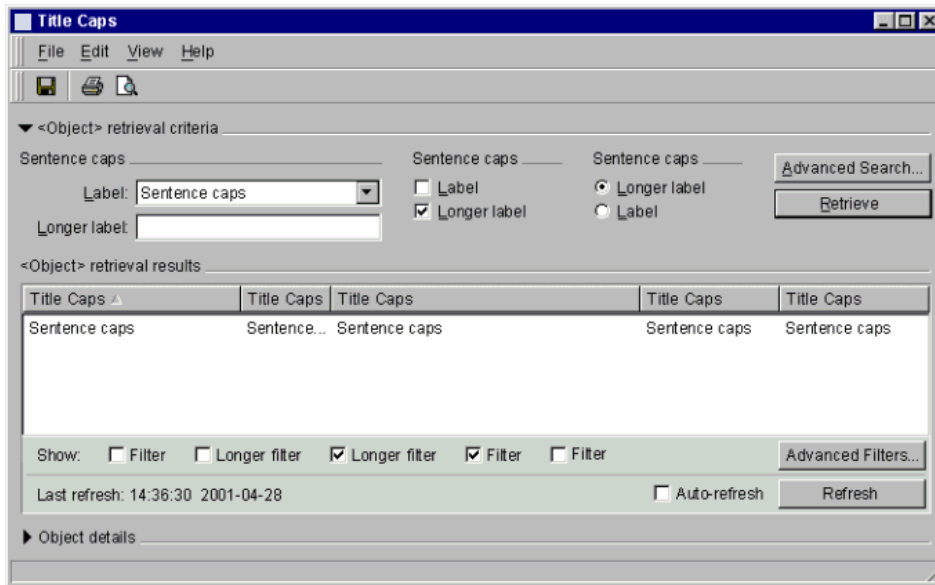 Title Caps
File Edit View Help
<Object> retrieval criteria
Sentence caps Sentence caps Sentence caps Advanced Search...
Label: Sentence caps Label Longer label Retrieve
Longer label: Longer label Label
<Object> retrieval results
Title Caps Title Caps Title Caps Title Caps Title Caps
Sentence caps Sentence... Sentence caps Sentence caps Sentence caps
Show: Filter Longer filter Longer filter Filter Filter Advanced Filters...
Last refresh: 14:36:30 2001-04-28 Auto-refresh Refresh
Object details